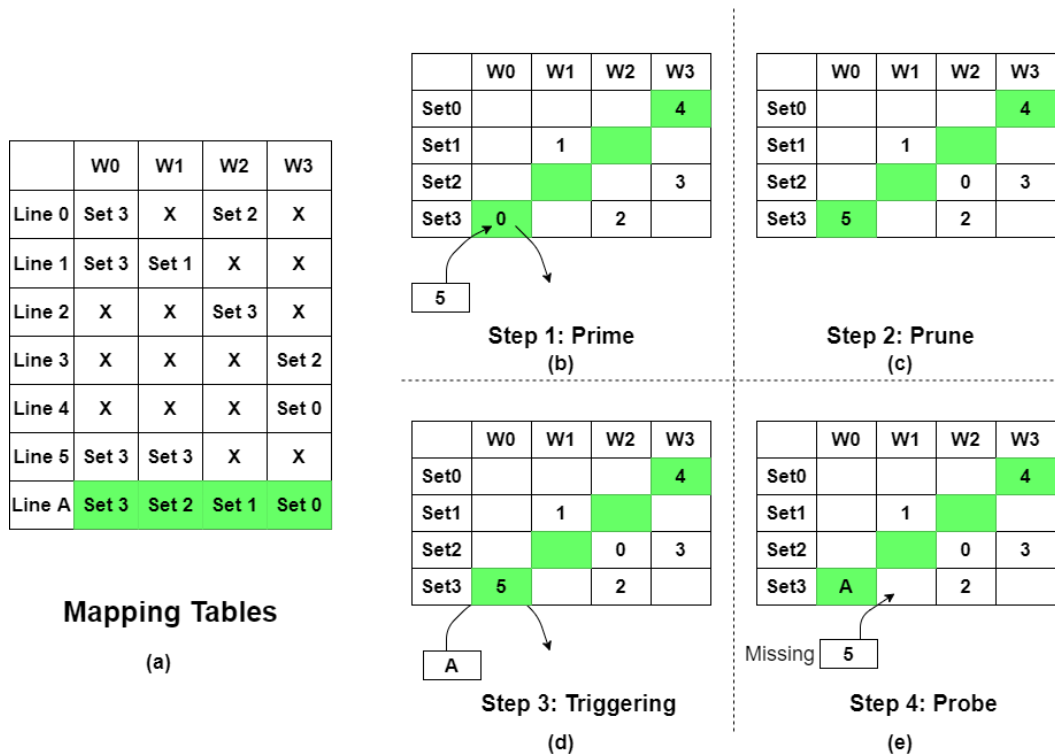 W0 W1 W2 W3
Line 0 Set 3 X Set 2 X
Line 1 Set 3 Set 1 X X
Line 2 X X Set 3 X
Line 3 X X X Set 2
Line 4 X X X Set 0
Line 5 Set 3 Set 3 X X
Line A Set 3 Set 2 Set 1 Set 0
Mapping Tables
(a)
W0 W1 W2 W3
Set0 4
Set1 1
Set2 3
Set3 0 2
5
Step 1: Prime
(b)
W0 W1 W2 W3
Set0 4
Set1 1
Set2 0 3
Set3 5 2
Step 2: Prune
(c)
W0 W1 W2 W3
Set0 4
Set1 1
Set2 0 3
Set3 5 2
A
Step 3: Triggering
(d)
W0 W1 W2 W3
Set0 4
Set1 1
Set2 0 3
Set3 A 2
Missing 5
Step 4: Probe
(e)